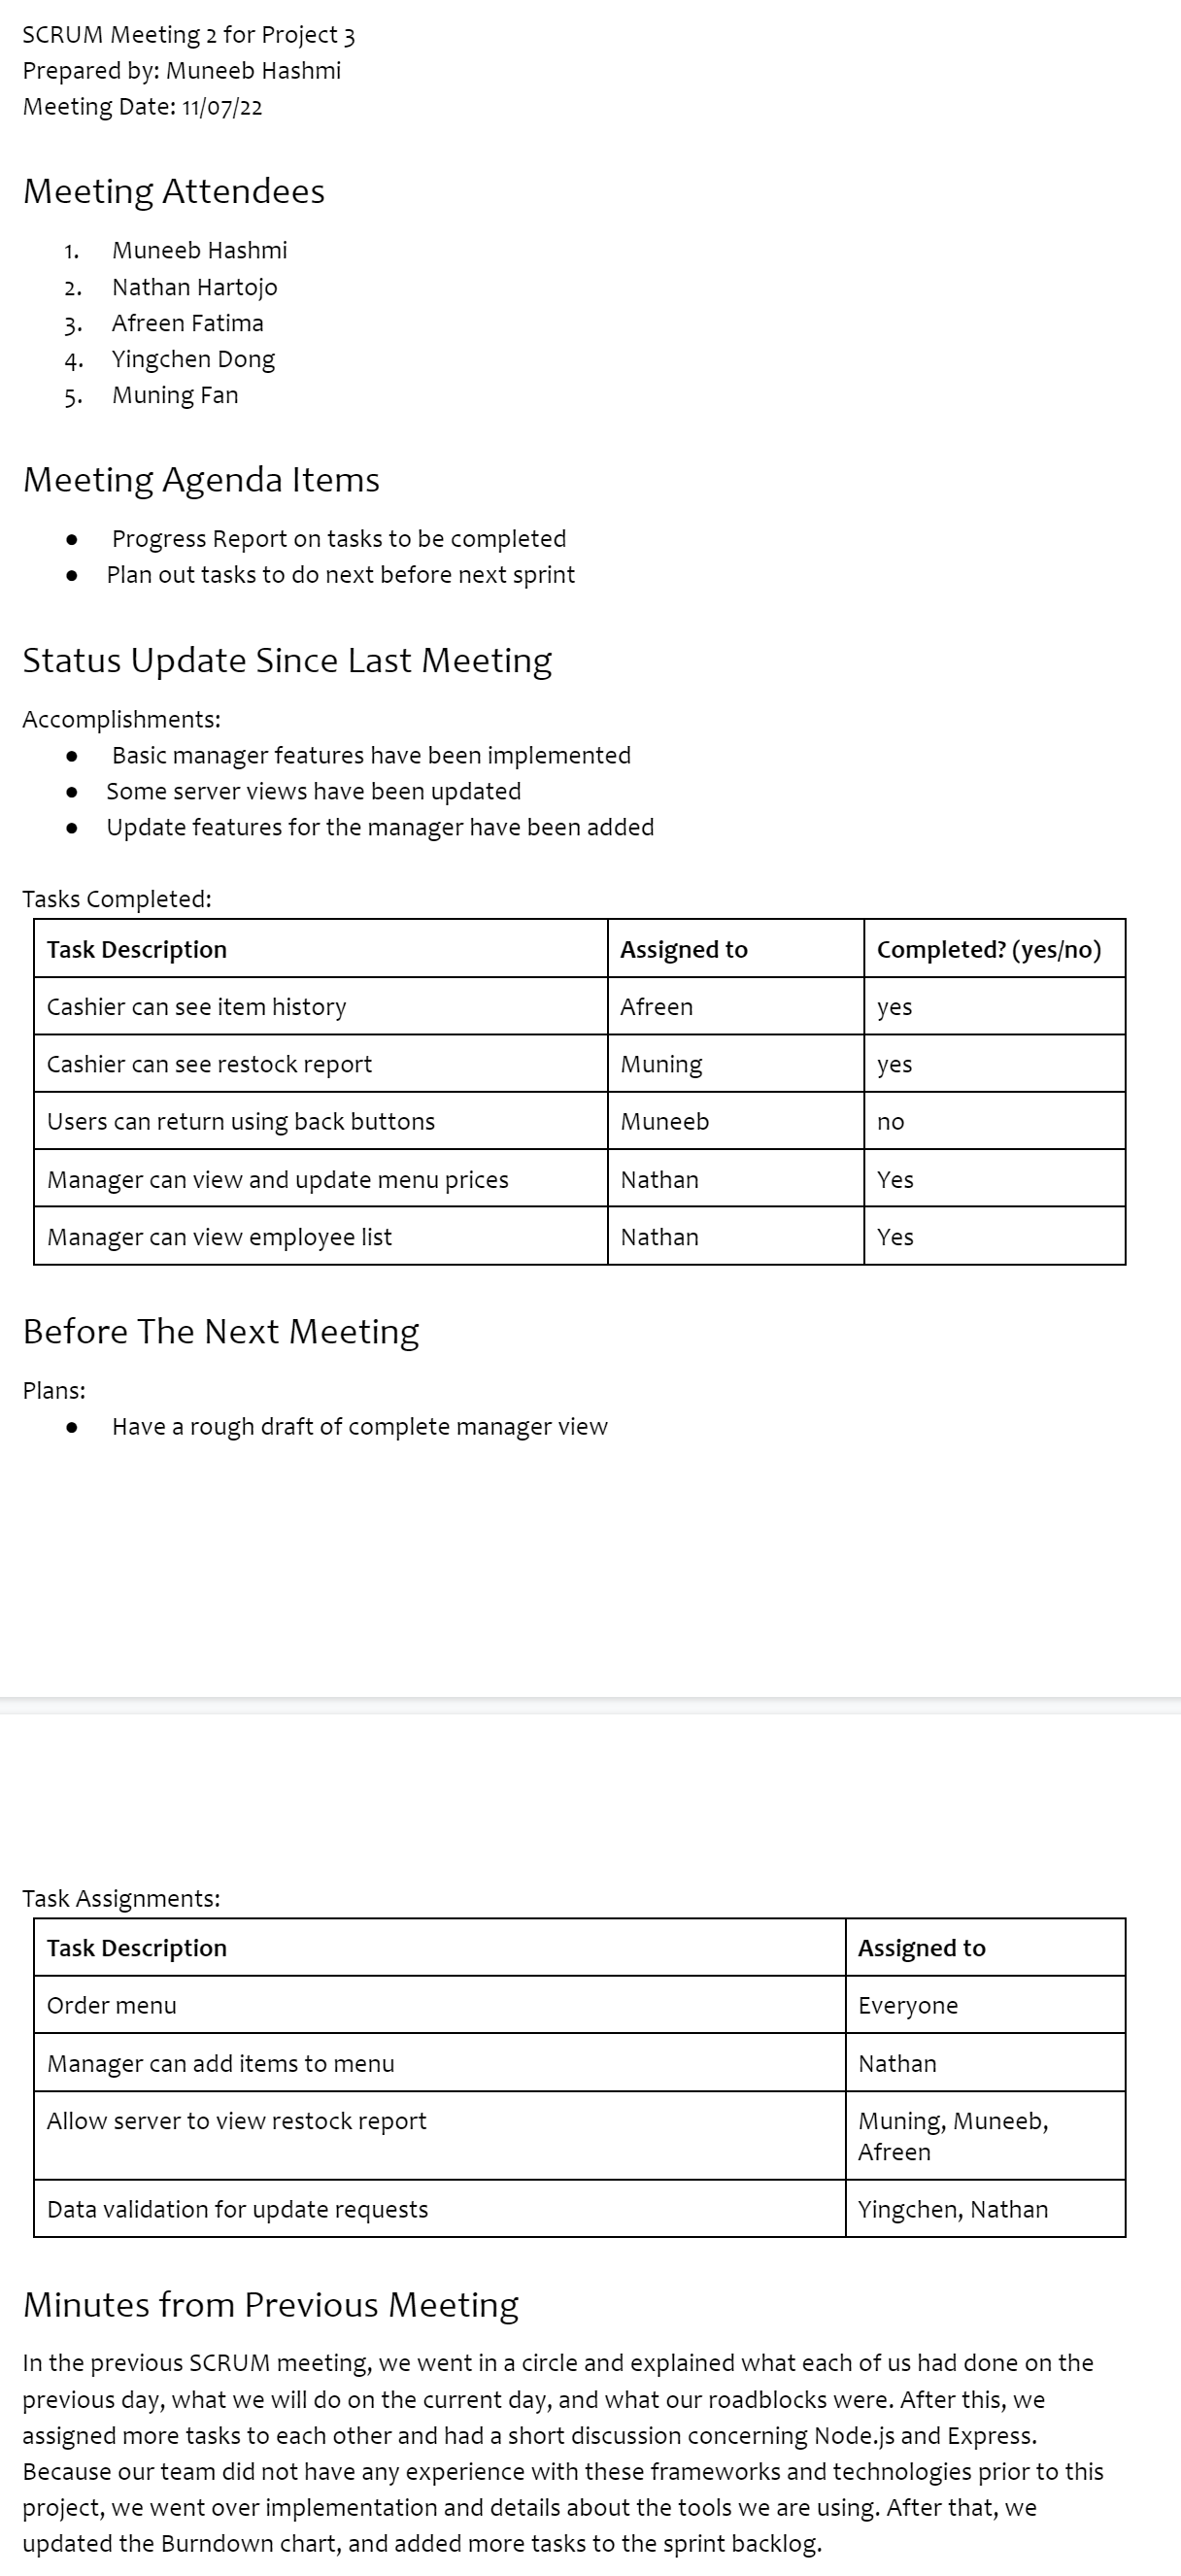 SCRUM Meeting 2 for Project 3
Prepared by: Muneeb Hashmi
Meeting Date: 11/07/22
Meeting Attendees
1. Muneeb Hashmi
2. Nathan Hartojo
3. Afreen Fatima
4. Yingchen Dong
5. Muning Fan
Meeting Agenda Items
● Progress Report on tasks to be completed
● Plan out tasks to do next before next sprint
Status Update Since Last Meeting
Accomplishments:
● Basic manager features have been implemented
● Some server views have been updated
● Update features for the manager have been added
Tasks Completed:
Task Description Assigned to Completed? (yes/no)
Cashier can see item history Afreen yes
Cashier can see restock report Muning yes
Users can return using back buttons Muneeb no
Manager can view and update menu prices Nathan Yes
Manager can view employee list Nathan Yes
Before The Next Meeting
Plans:
● Have a rough draft of complete manager view
Task Assignments:
Task Description Assigned to
Order menu Everyone
Manager can add items to menu Nathan
Allow server to view restock report Muning, Muneeb,
Afreen
Data validation for update requests Yingchen, Nathan
Minutes from Previous Meeting
In the previous SCRUM meeting, we went in a circle and explained what each of us had done on the
previous day, what we will do on the current day, and what our roadblocks were. After this, we
assigned more tasks to each other and had a short discussion concerning Node.js and Express.
Because our team did not have any experience with these frameworks and technologies prior to this
project, we went over implementation and details about the tools we are using. After that, we
updated the Burndown chart, and added more tasks to the sprint backlog.